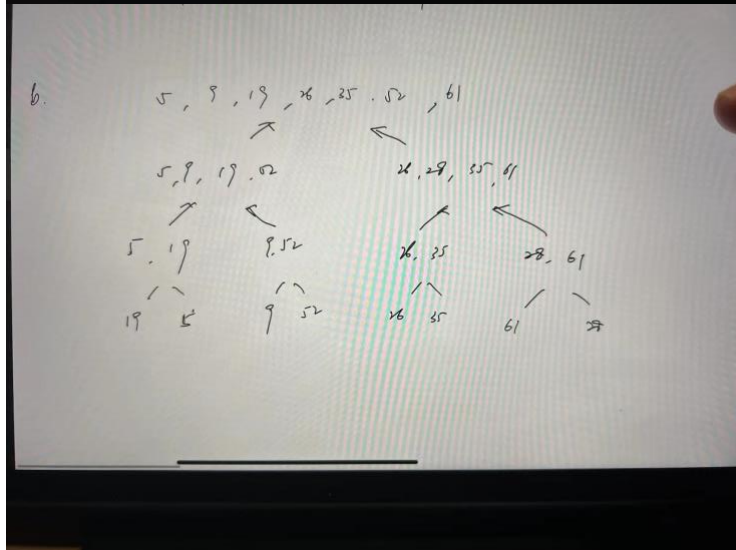 b. 5, 9, 19, 26, 35. 52, 61
5, 9, 19. 52 26, 28, 35, 61
5, 19 9, 52 26, 35 28, 61
19 5 9 52 26 35 61 28